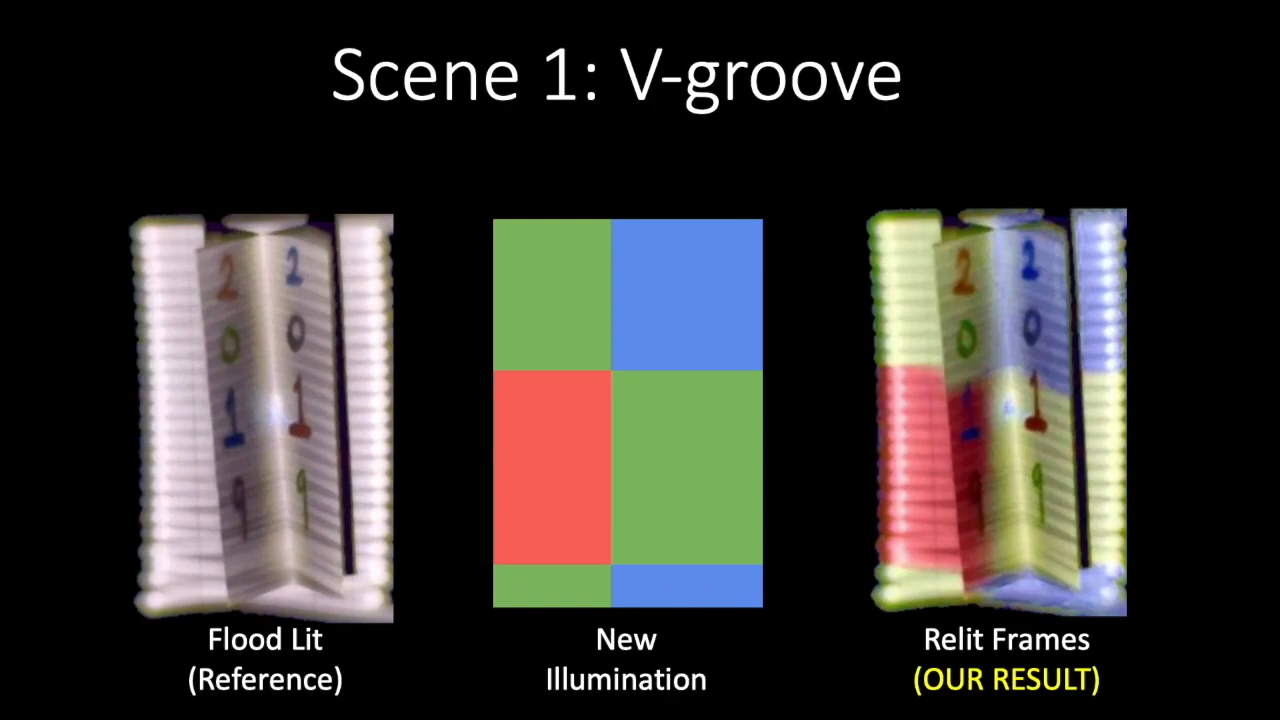 Scene 1: V-groove
2 2
0 0
1 1
9 9
2 2
0 0
1 1
9 9
Flood Lit
(Reference)
New
Illumination
Relit Frames
(OUR RESULT)